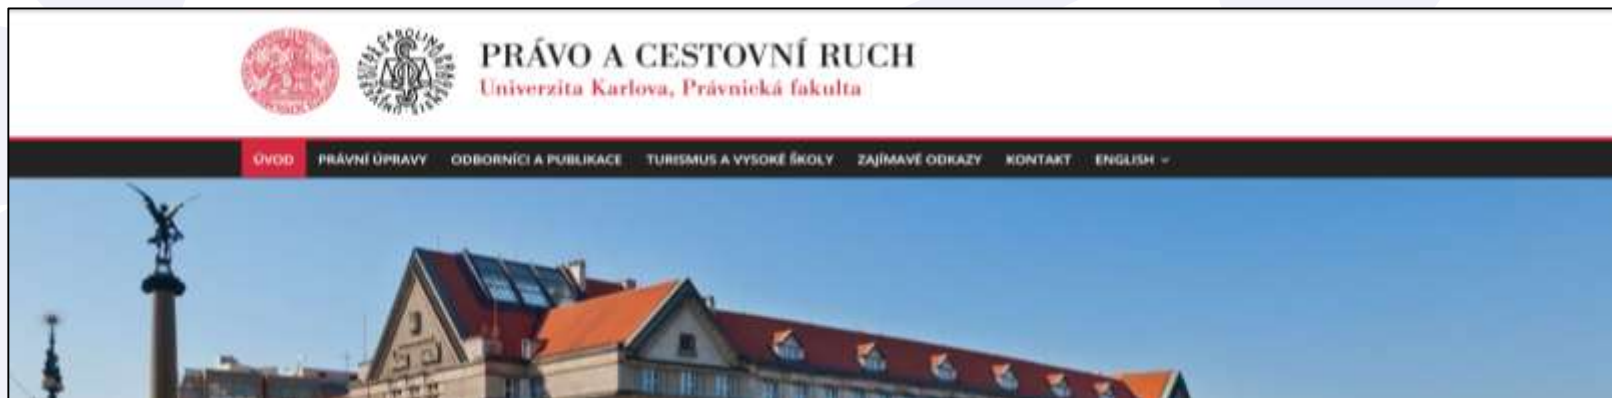 PRÁVO A CESTOVNÍ RUCH
Univerzita Karlova, Právnická fakulta
ÚVOD PRÁVNÍ ÚPRAVY ODBORNÍCI A PUBLIKACE TURISMUS A VYSOKÉ ŠKOLY ZAJÍMAVÉ ODKAZY KONTAKT ENGLISH